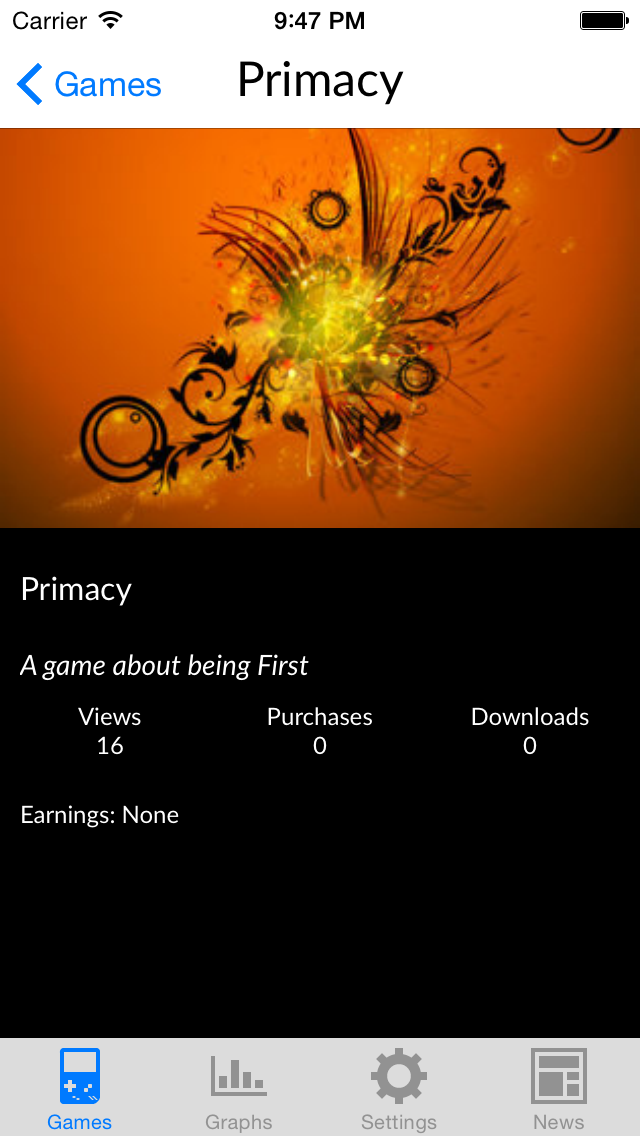 Carrier 9:47 PM
Games Primacy
Primacy
A game about being First
Views Purchases Downloads
16 0 0
Earnings: None
Games Graphs Settings News